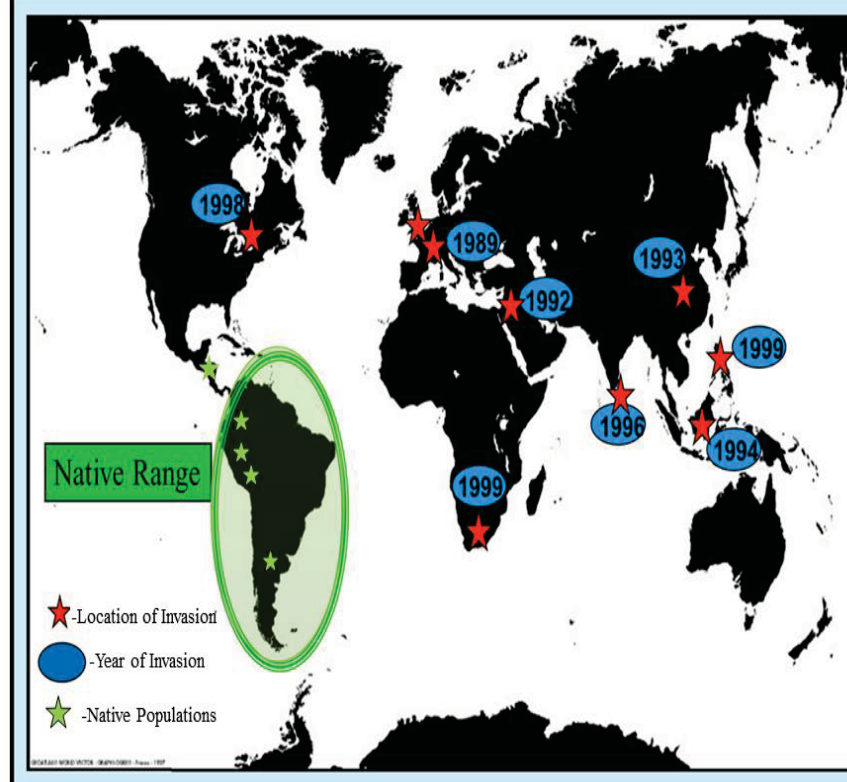 1998
1989
1993
1992
1999
1996
1994
Native Range
1999
-Location of Invasion
-Year of Invasion
-Native Populations